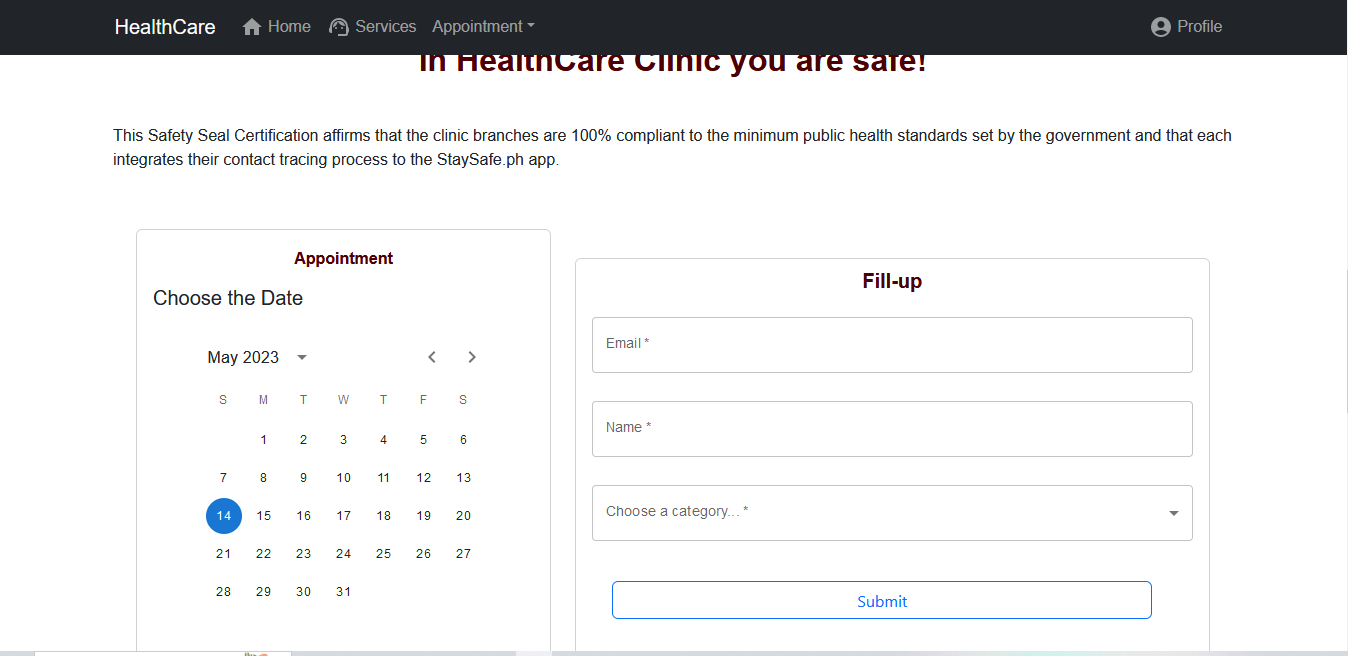 HealthCare Home Services Appointment Profile
In HealthCare Clinic you are safe!
This Safety Seal Certification affirms that the clinic branches are 100% compliant to the minimum public health standards set by the government and that each
integrates their contact tracing process to the StaySafe.ph app.
Appointment
Choose the Date
May 2023
S M T W T F S
1 2 3 4 5 6
7 8 9 10 11 12 13
14 15 16 17 18 19 20
21 22 23 24 25 26 27
28 29 30 31
Fill-up
Email *
Name *
Choose a category... *
Submit